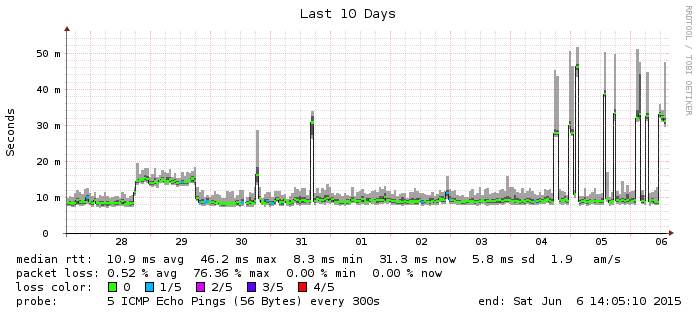 Last 10 Days
RRDTOOL / TOBI OETIKER
Seconds
50 m
40 m
30 m
20 m
10 m
0
28 29 30 31 01 02 03 04 05 06
median rtt: 10.9 ms avg 46.2 ms max 8.3 ms min 31.3 ms now 5.8 ms sd 1.9 am/s
packet loss: 0.52 % avg 76.36 % max 0.00 % min 0.00 % now
loss color: 0 1/5 2/5 3/5 4/5
probe: 5 ICMP Echo Pings (56 Bytes) every 300s end: Sat Jun 6 14:05:10 2015